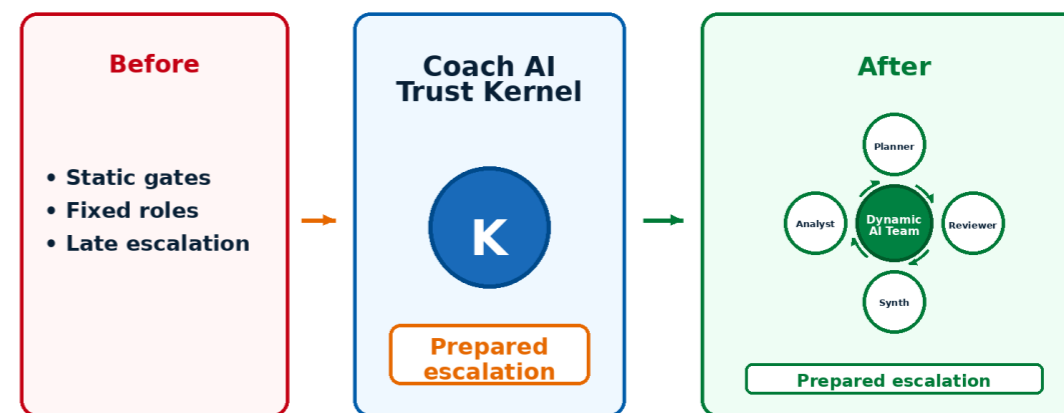 Before
• Static gates
• Fixed roles
• Late escalation
Coach AI
Trust Kernel
K
Prepared
escalation
After
Planner
Analyst
Dynamic
AI Team
Reviewer
Synth
Prepared escalation